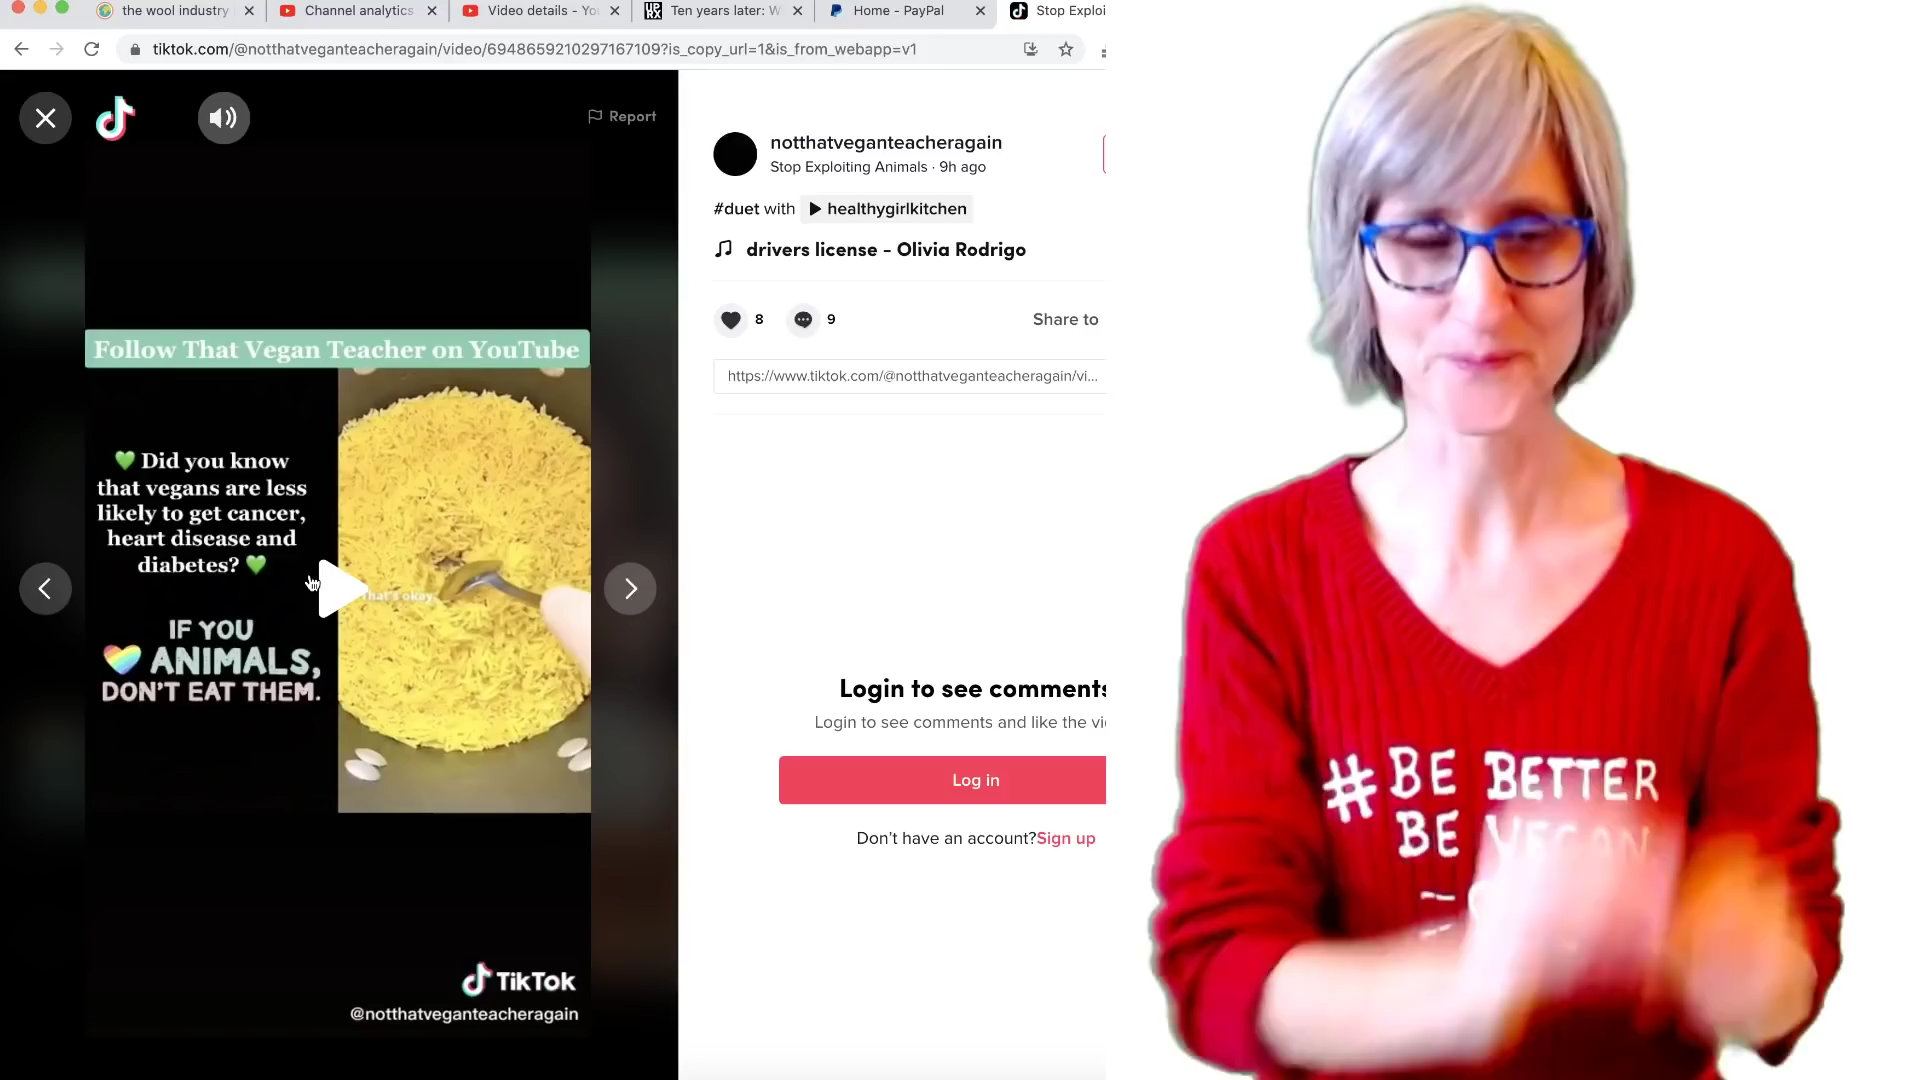 the wool industry
Channel analytics
Video details - Yo
UPRX
Ten years later: W
Home - PayPal
Stop Exploi
tiktok.com/@notthatveganteacheragain/video/6948659210297167109?is_copy_url=1&is_from_webapp=v1
Report
notthatveganteacheragain
Stop Exploiting Animals · 9h ago
#duet with ▶ healthygirlkitchen
drivers license - Olivia Rodrigo
8
9
Share to
https://www.tiktok.com/@notthatveganteacheragain/vi...
Follow That Vegan Teacher on YouTube
💚 Did you know
that vegans are less
likely to get cancer,
heart disease and
diabetes? 💚
That's okay
IF YOU
ANIMALS,
DON'T EAT THEM.
TikTok
@notthatveganteacheragain
Login to see comments
Login to see comments and like the vi
Log in
Don't have an account? Sign up
#BE BETTER
BE VEGAN